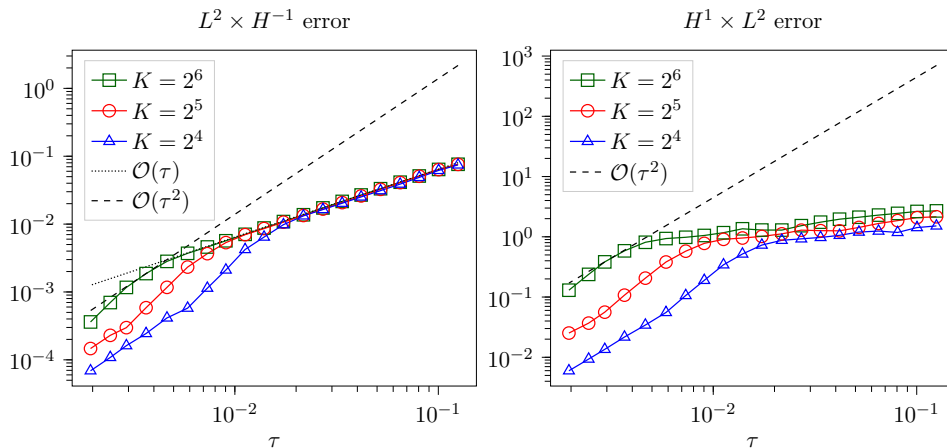 L² × H⁻¹ error
10⁰
10⁻¹
10⁻²
10⁻³
10⁻⁴
K = 2⁶
K = 2⁵
K = 2⁴
𝒪(τ)
𝒪(τ²)
10⁻²
10⁻¹
τ
H¹ × L² error
10³
10²
10¹
10⁰
10⁻¹
10⁻²
K = 2⁶
K = 2⁵
K = 2⁴
𝒪(τ²)
10⁻²
10⁻¹
τ